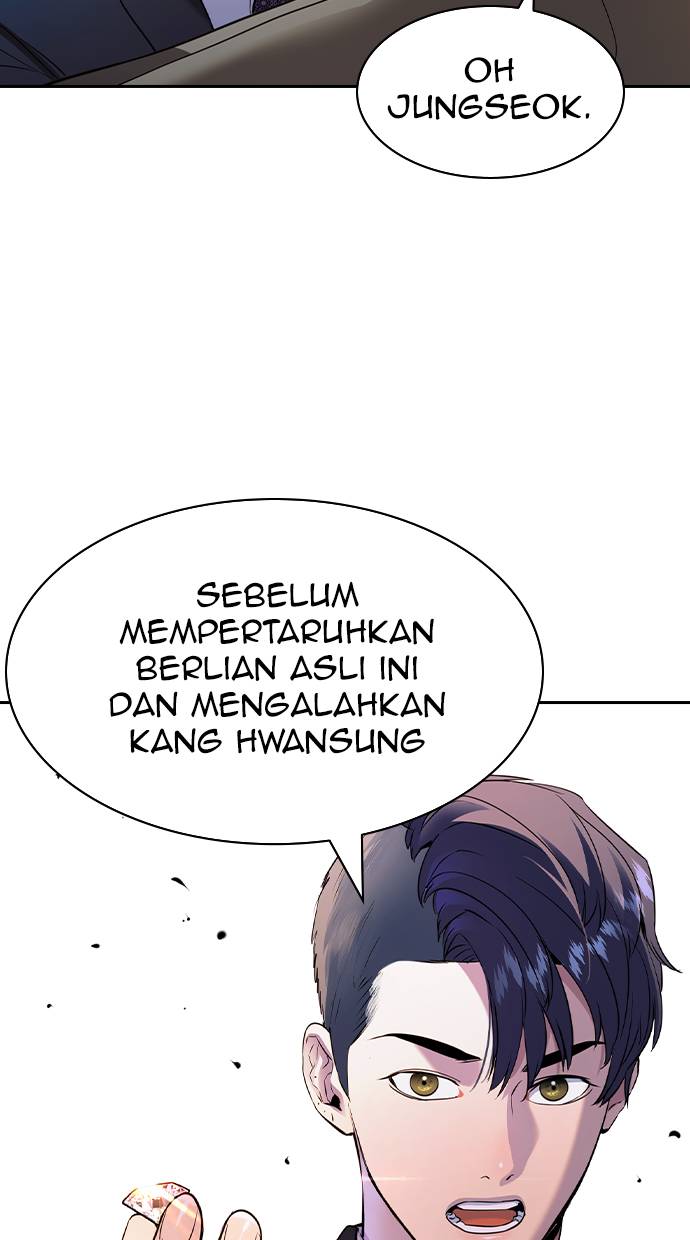 OH
JUNGSEOK.
SEBELUM
MEMPERTARUHKAN
BERLIAN ASLI INI
DAN MENGALAHKAN
KANG HWANSUNG